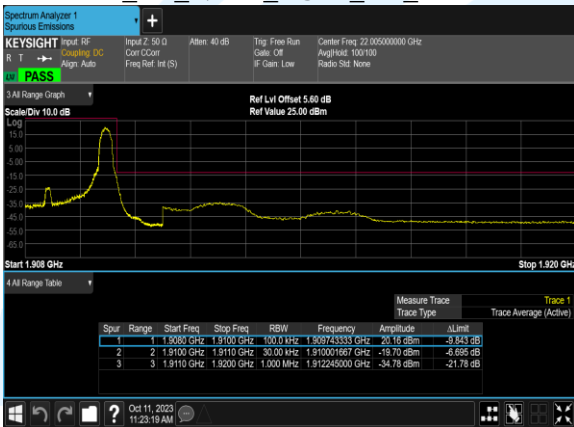 Spectrum Analyzer 1
Spurious Emissions
+
KEYSIGHT Input: RF Input Z: 50 Ω Atten: 40 dB Trig: Free Run Center Freq: 22.005000000 GHz
R T Coupling: DC Corr CCorr Gate: Off Avg|Hold: 100/100
Align: Auto Freq Ref: Int (S) IF Gain: Low Radio Std: None
PASS
3 All Range Graph
Ref Lvl Offset 5.60 dB
Scale/Div 10.0 dB Ref Value 25.00 dBm
Log
15.0
5.00
-5.00
-15.0
-25.0
-35.0
-45.0
-55.0
-65.0
Start 1.908 GHz Stop 1.920 GHz
4 All Range Table
Measure Trace Trace 1
Trace Type Trace Average (Active)
Spur Range Start Freq Stop Freq RBW Frequency Amplitude ΔLimit
1 1 1.9080 GHz 1.9100 GHz 100.0 kHz 1.909743333 GHz 20.16 dBm -9.843 dB
2 2 1.9100 GHz 1.9110 GHz 30.00 kHz 1.910001667 GHz -19.70 dBm -6.695 dB
3 3 1.9110 GHz 1.9200 GHz 1.000 MHz 1.912245000 GHz -34.78 dBm -21.78 dB
? Oct 11, 2023
11:23:19 AM